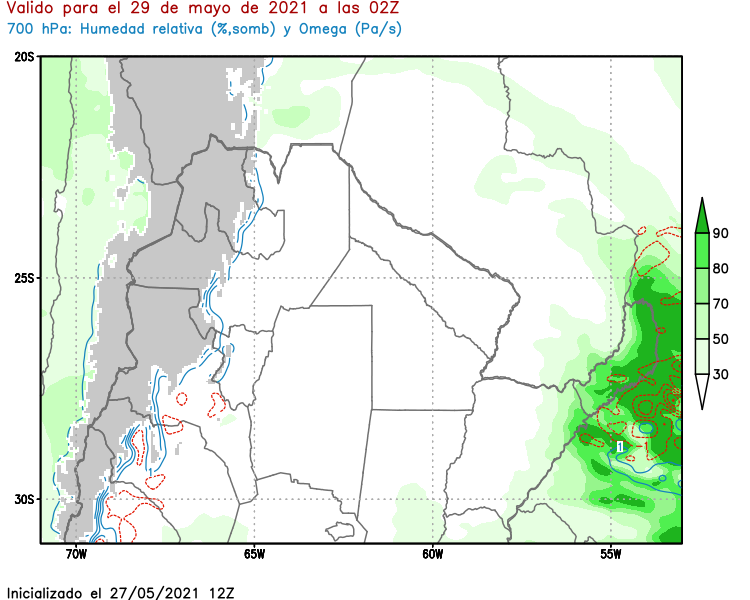 Valido para el 29 de mayo de 2021 a las 02Z
700 hPa: Humedad relativa (%,somb) y Omega (Pa/s)
20S
25S
30S
70W
65W
60W
55W
90
80
70
50
30
1
-1
Inicializado el 27/05/2021 12Z